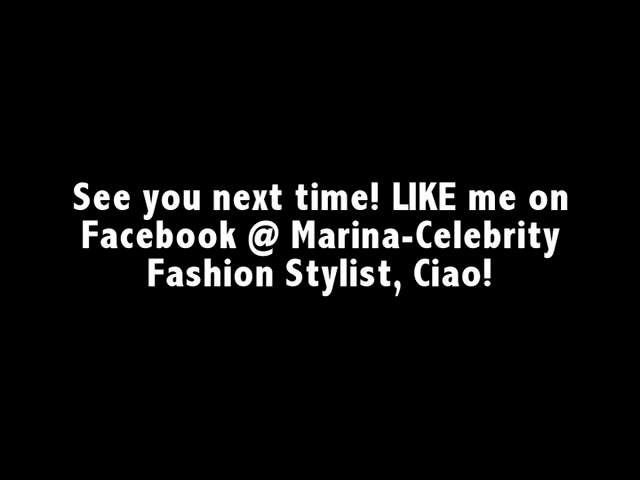 See you next time! LIKE me on
Facebook @ Marina-Celebrity
Fashion Stylist, Ciao!